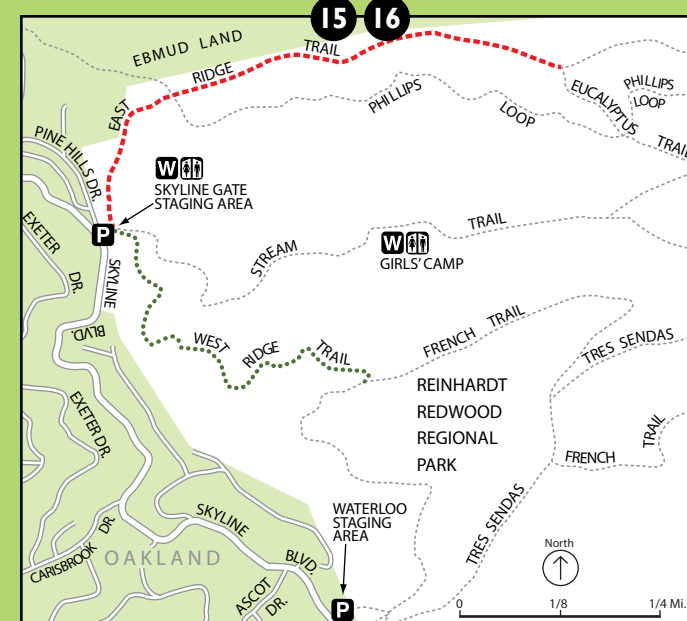 15 16
EBMUD LAND
EAST RIDGE TRAIL
PHILLIPS LOOP
EUCALYPTUS TRAIL
PHILLIPS
LOOP
PINE HILLS DR.
W
SKYLINE GATE
STAGING AREA
P
EXETER DR.
SKYLINE BLVD.
STREAM TRAIL
W
GIRLS' CAMP
WEST RIDGE TRAIL
FRENCH TRAIL
TRES SENDAS
REINHARDT
REDWOOD
REGIONAL
PARK
EXETER DR.
FRENCH TRAIL
TRES SENDAS
WATERLOO
STAGING
AREA
P
SKYLINE BLVD.
CARISBROOK DR.
OAKLAND
ASCOT DR.
North
0 1/8 1/4 Mi.